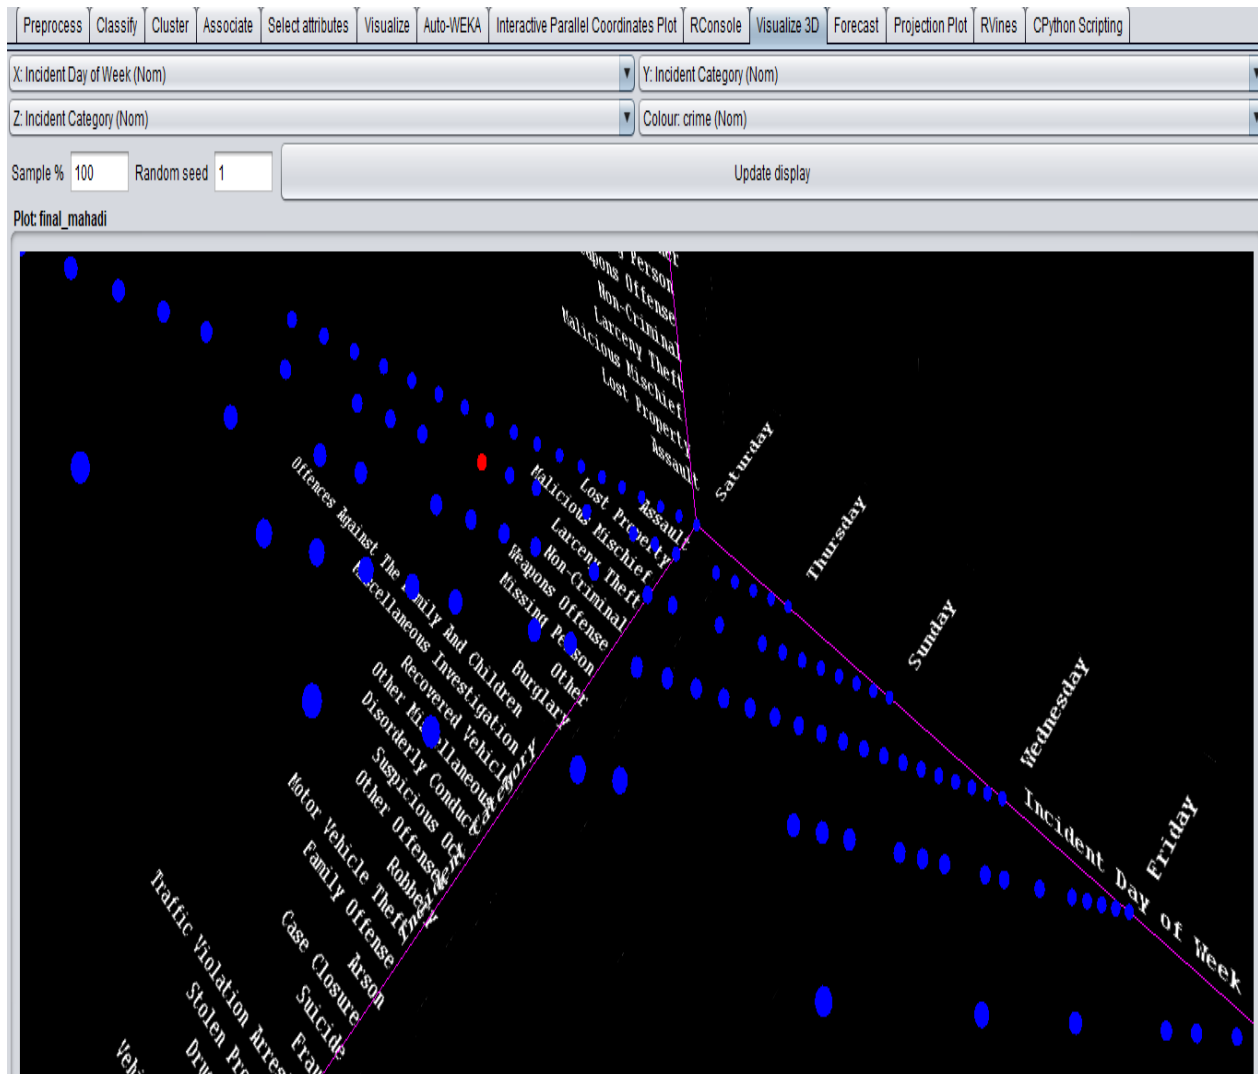 Preprocess Classify Cluster Associate Select attributes Visualize Auto-WEKA Interactive Parallel Coordinates Plot RConsole Visualize 3D Forecast Projection Plot RVines CPython Scripting
X: Incident Day of Week (Nom) Y: Incident Category (Nom)
Z: Incident Category (Nom) Colour: crime (Nom)
Sample % 100 Random seed 1 Update display
Plot: final_mahadi
Person
Offense
Non-Criminal
Larceny Theft
Malicious Mischief
Lost Property
Assault
Saturday
Thursday
Sunday
Wednesday
Friday
Incident Day of Week
Assault
Lost Property
Malicious Mischief
Larceny Theft
Non-Criminal
Weapons Offense
Missing Person
Other
Burglary
Offences Against The Family And Children
Miscellaneous Investigation
Recovered Vehicle
Other Miscellaneous
Disorderly Conduct
Suspicious
Other Offenses
Robbery
Motor Vehicle Theft
Family Offense
Arson
Case Closure
Suicide
Traffic Violation
Stolen